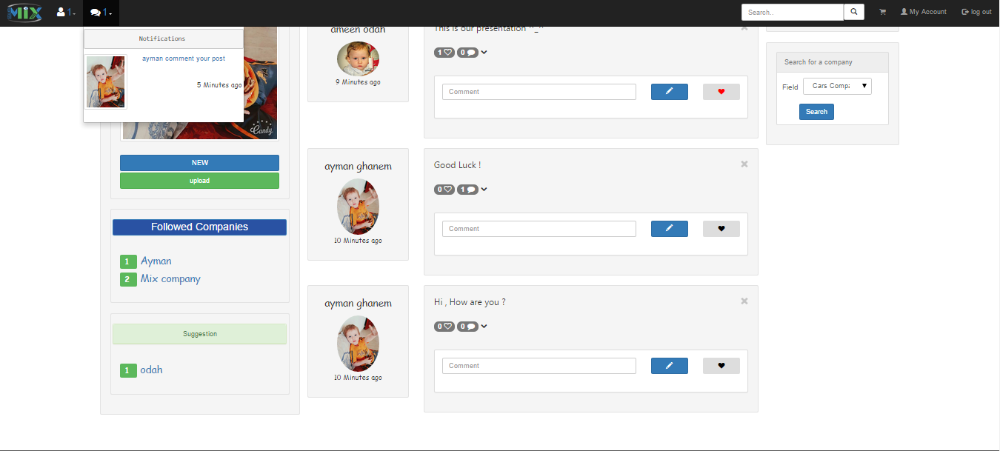 MiX
1
1
Search..
My Account
log out
Notifications
ayman comment your post
5 Minutes ago
Candy
NEW
upload
Followed Companies
1 Ayman
2 Mix company
Suggestion
1 odah
ameen odah
9 Minutes ago
This is our presentation ^_^
1 0
Comment
ayman ghanem
10 Minutes ago
Good Luck !
0 1
Comment
ayman ghanem
10 Minutes ago
Hi , How are you ?
0 0
Comment
Search for a company
Field Cars Compa
Search